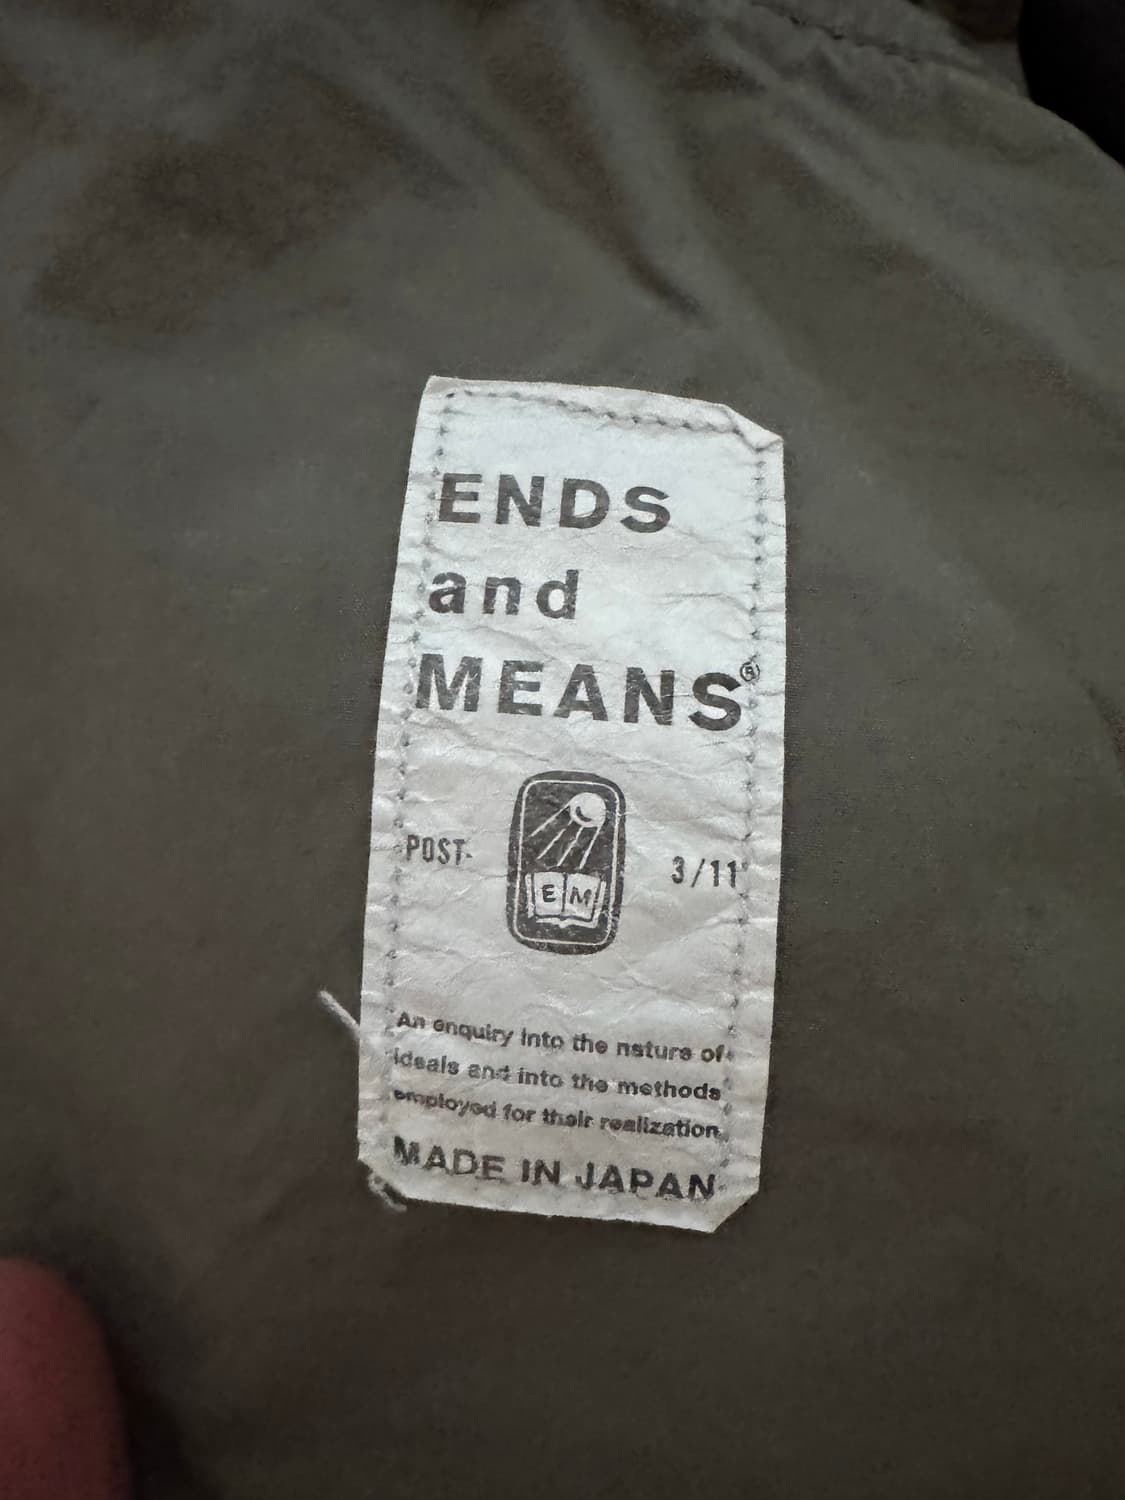 ENDS
and
MEANS®
POST- 3/11
E M
An enquiry into the nature of
ideals and into the methods
employed for their realization
MADE IN JAPAN